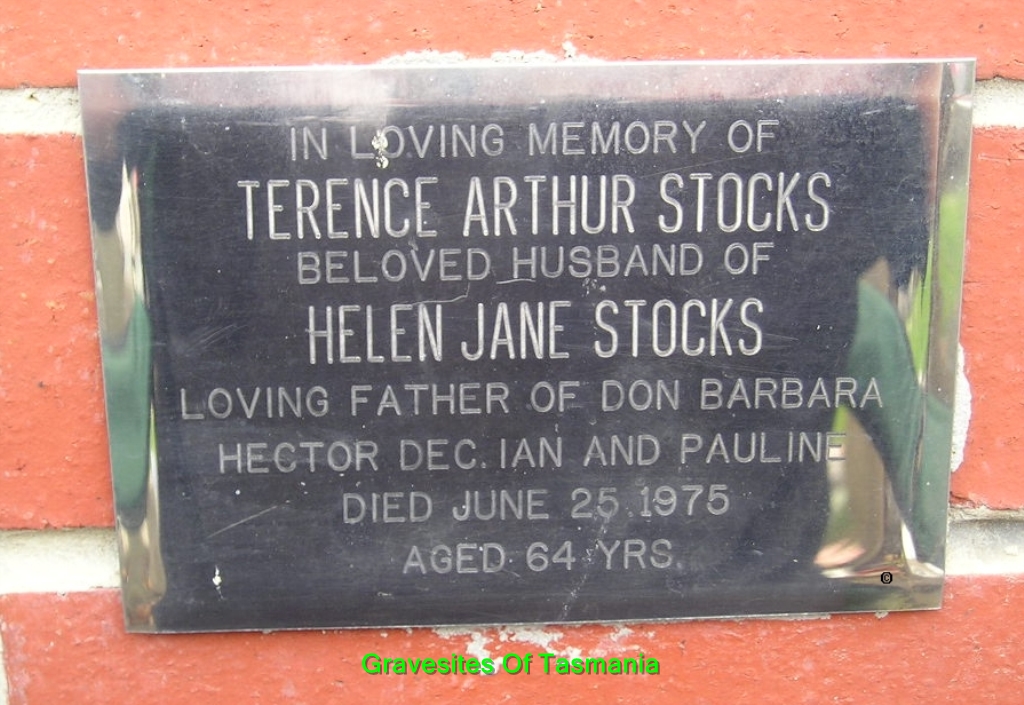 IN LOVING MEMORY OF
TERENCE ARTHUR STOCKS
BELOVED HUSBAND OF
HELEN JANE STOCKS
LOVING FATHER OF DON BARBARA
HECTOR DEC. IAN AND PAULINE
DIED JUNE 25 1975
AGED 64 YRS.
©
Gravesites Of Tasmania